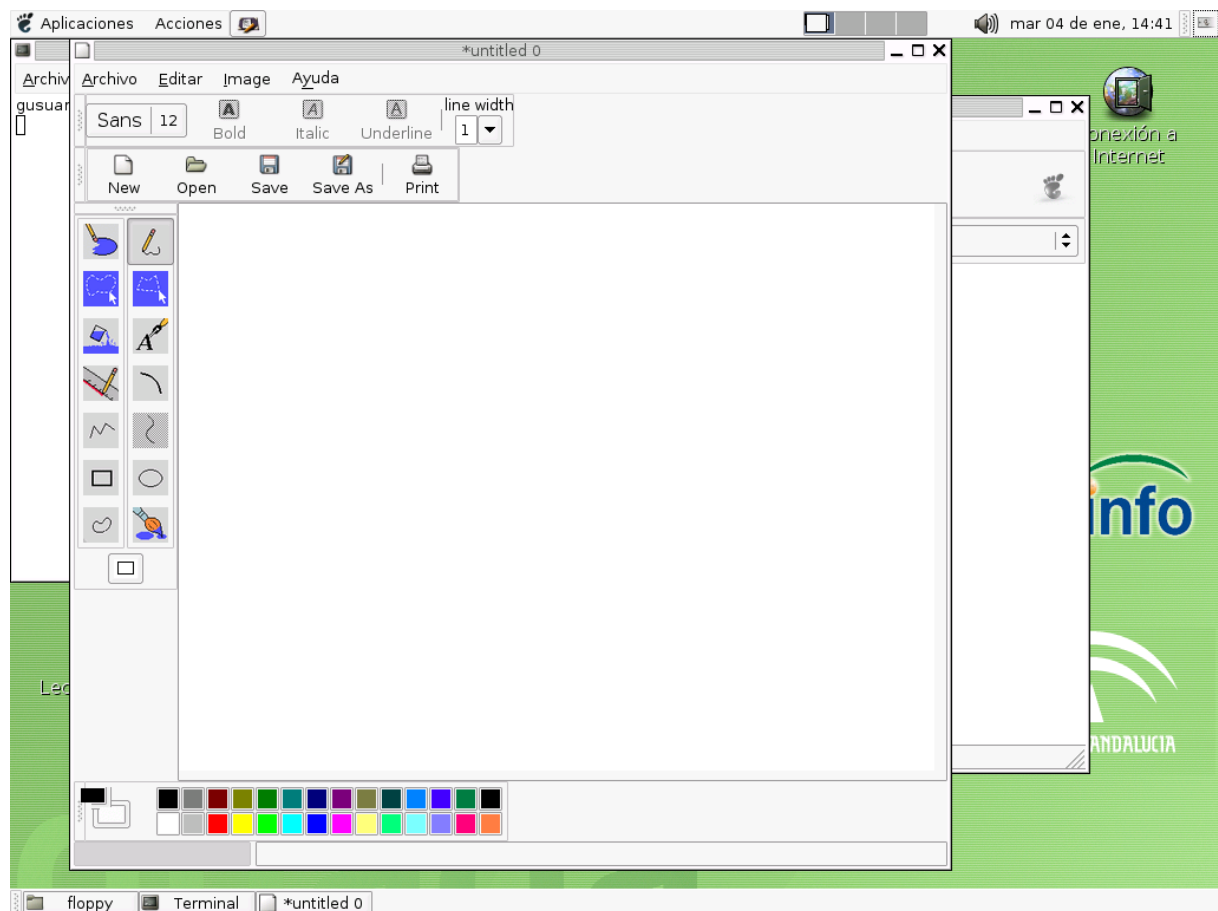 Aplicaciones Acciones mar 04 de ene, 14:41
*untitled 0
Archivo Editar Image Ayuda
Sans 12 Bold Italic Underline line width 1
New Open Save Save As Print
gusuar
Archiv
onexión a
Internet
info
Lec
ANDALUCIA
floppy Terminal *untitled 0